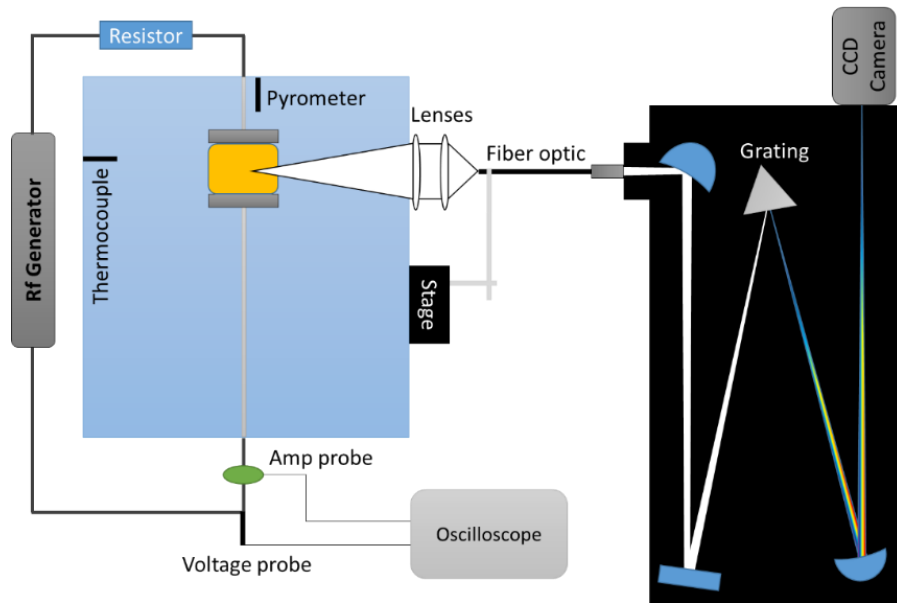 Resistor
CCD
Camera
Pyrometer
Lenses
Fiber optic
Grating
Thermocouple
Rf Generator
Stage
Amp probe
Oscilloscope
Voltage probe